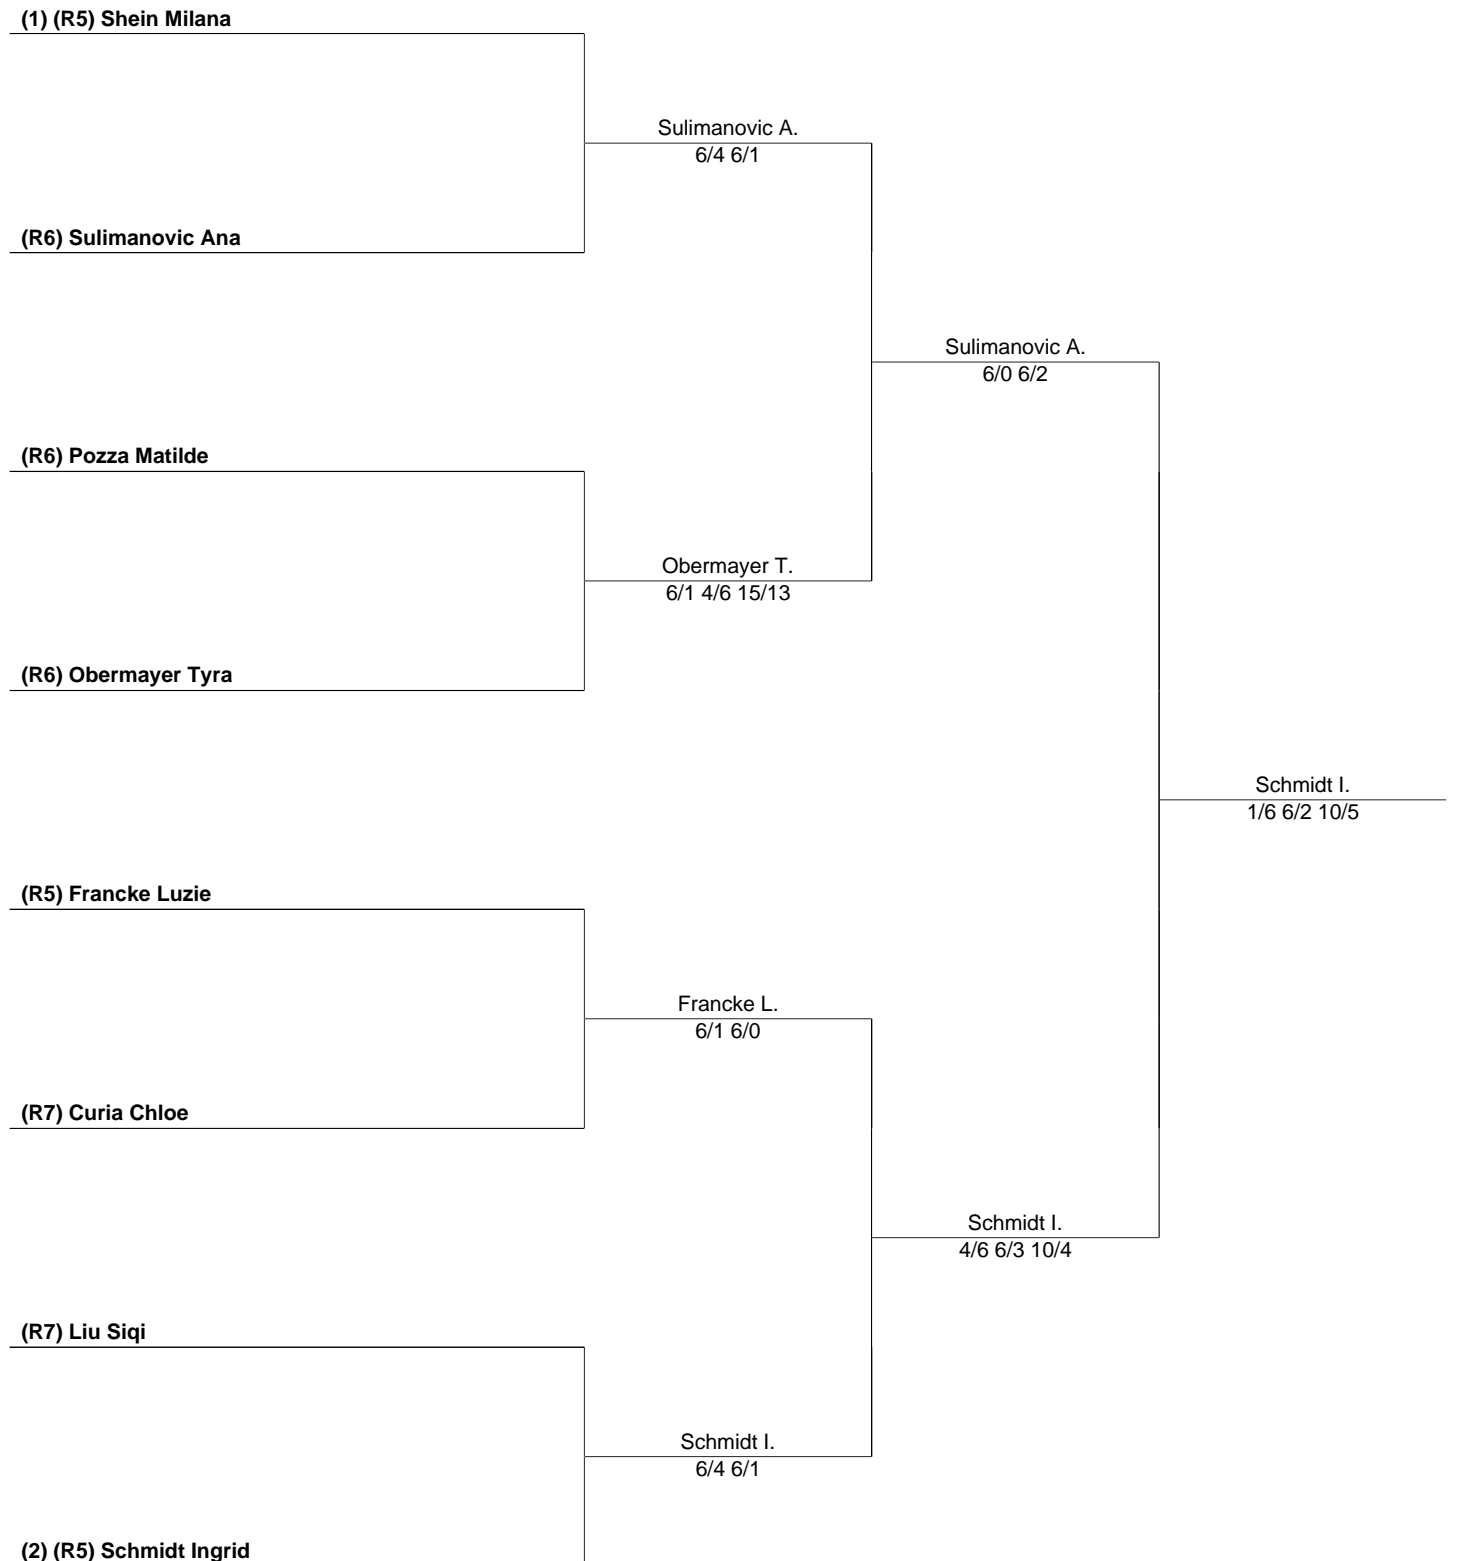 (1) (R5) Shein Milana
Sulimanovic A.
6/4 6/1
(R6) Sulimanovic Ana
Sulimanovic A.
6/0 6/2
(R6) Pozza Matilde
Obermayer T.
6/1 4/6 15/13
(R6) Obermayer Tyra
Schmidt I.
1/6 6/2 10/5
(R5) Francke Luzie
Francke L.
6/1 6/0
(R7) Curia Chloe
Schmidt I.
4/6 6/3 10/4
(R7) Liu Siqi
Schmidt I.
6/4 6/1
(2) (R5) Schmidt Ingrid